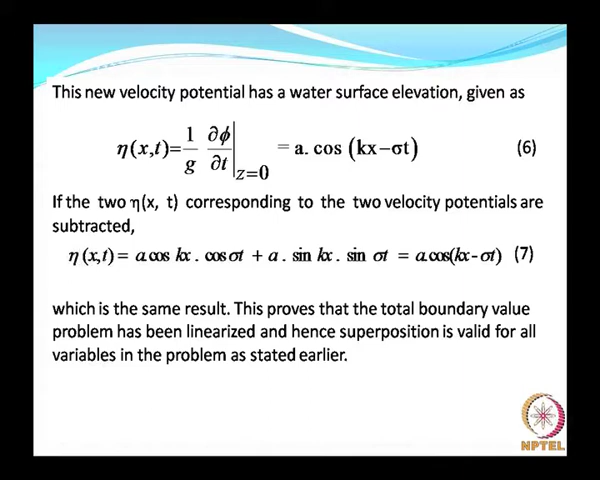 This new velocity potential has a water surface elevation, given as
η(x,t)=1/g ∂ϕ/∂t|z=0 = a. cos (kx−σt) (6)
If the two η(x, t) corresponding to the two velocity potentials are
subtracted,
η(x,t) = a.cos kx . cos σt + a . sin kx . sin σt = a.cos(kx-σt) (7)
which is the same result. This proves that the total boundary value
problem has been linearized and hence superposition is valid for all
variables in the problem as stated earlier.
NPTEL